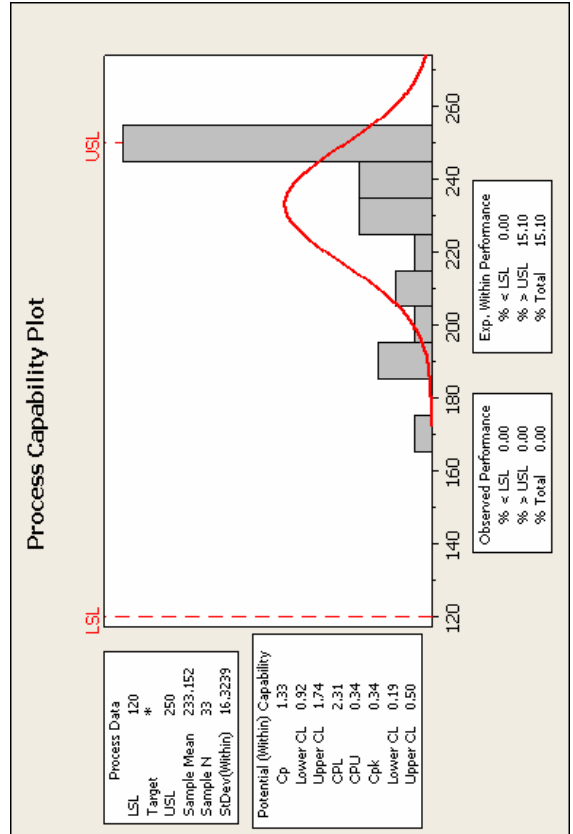 Process Capability Plot
LSL
USL
Process Data
LSL 120
Target *
USL 250
Sample Mean 233.152
Sample N 33
StDev(Within) 16.3239
Potential (Within) Capability
Cp 1.33
Lower CL 0.92
Upper CL 1.74
CPL 2.31
CPU 0.34
Cpk 0.34
Lower CL 0.19
Upper CL 0.50
120 140 160 180 200 220 240 260
Observed Performance
% < LSL 0.00
% > USL 0.00
% Total 0.00
Exp. Within Performance
% < LSL 0.00
% > USL 15.10
% Total 15.10